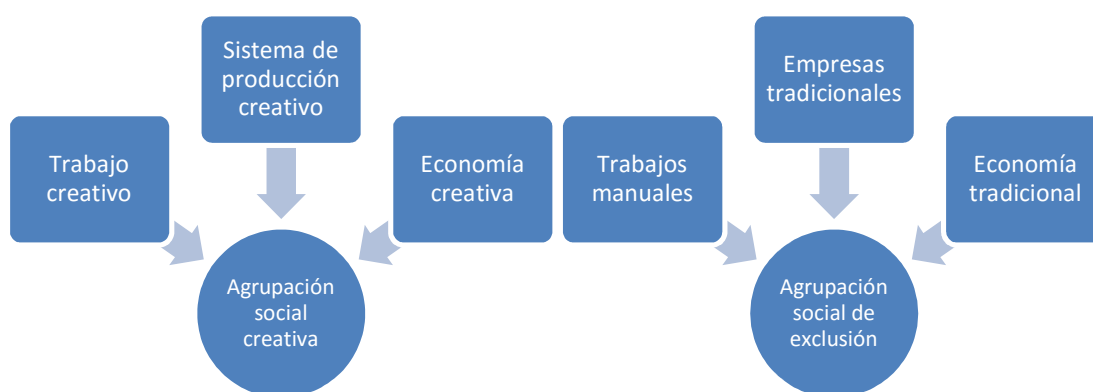 Sistema de
producción
creativo
Trabajo
creativo
Economía
creativa
Agrupación
social
creativa
Empresas
tradicionales
Trabajos
manuales
Economía
tradicional
Agrupación
social de
exclusión